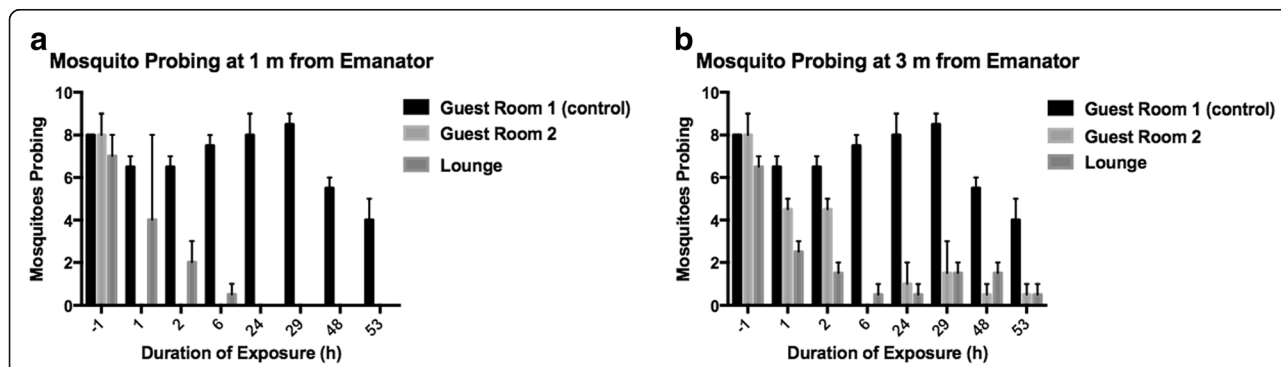 a
Mosquito Probing at 1 m from Emanator
10
8
6
4
2
0
Mosquitoes Probing
-1 1 2 6 24 29 48 53
Duration of Exposure (h)
Guest Room 1 (control)
Guest Room 2
Lounge
b
Mosquito Probing at 3 m from Emanator
10
8
6
4
2
0
Mosquitoes Probing
-1 1 2 6 24 29 48 53
Duration of Exposure (h)
Guest Room 1 (control)
Guest Room 2
Lounge